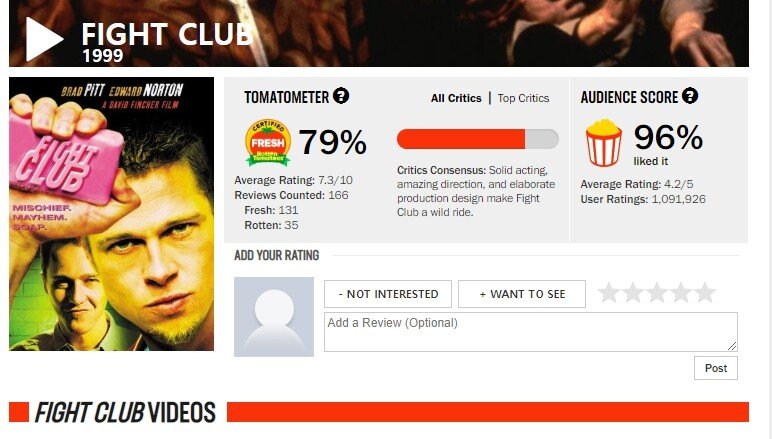 FIGHT CLUB
1999
BRAD PITT EDWARD NORTON
A DAVID FINCHER FILM
FIGHT
CLUB
MISCHIEF.
MAYHEM.
SOAP.
TOMATOMETER ?
All Critics | Top Critics
CERTIFIED
FRESH
Rotten
Tomatoes
79%
Average Rating: 7.3/10
Reviews Counted: 166
Fresh: 131
Rotten: 35
Critics Consensus: Solid acting,
amazing direction, and elaborate
production design make Fight
Club a wild ride.
AUDIENCE SCORE ?
96%
liked it
Average Rating: 4.2/5
User Ratings: 1,091,926
ADD YOUR RATING
- NOT INTERESTED
+ WANT TO SEE
Add a Review (Optional)
Post
FIGHT CLUB VIDEOS